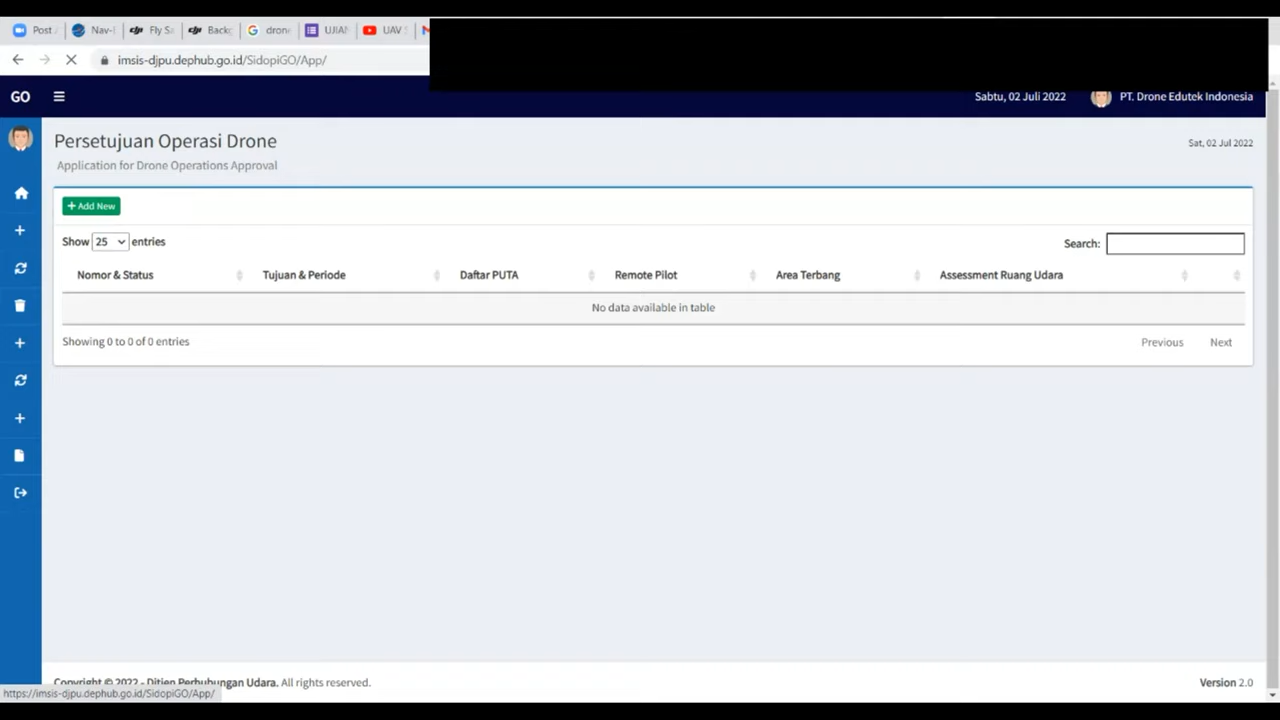 Post
Nav-
dji Fly Sa
dji Back
G dron
UJIAN
UAV
imsis-djpu.dephub.go.id/SidopiGO/App/
GO
Sabtu, 02 Juli 2022
PT. Drone Edutek Indonesia
Persetujuan Operasi Drone
Sat, 02 Jul 2022
Application for Drone Operations Approval
+ Add New
Show 25 entries
Search:
Nomor & Status
Tujuan & Periode
Daftar PUTA
Remote Pilot
Area Terbang
Assessment Ruang Udara
No data available in table
Showing 0 to 0 of 0 entries
Previous
Next
Copyright © 2022 - Ditjen Perhubungan Udara. All rights reserved.
Version 2.0
https://imsis-djpu.dephub.go.id/SidopiGO/App/